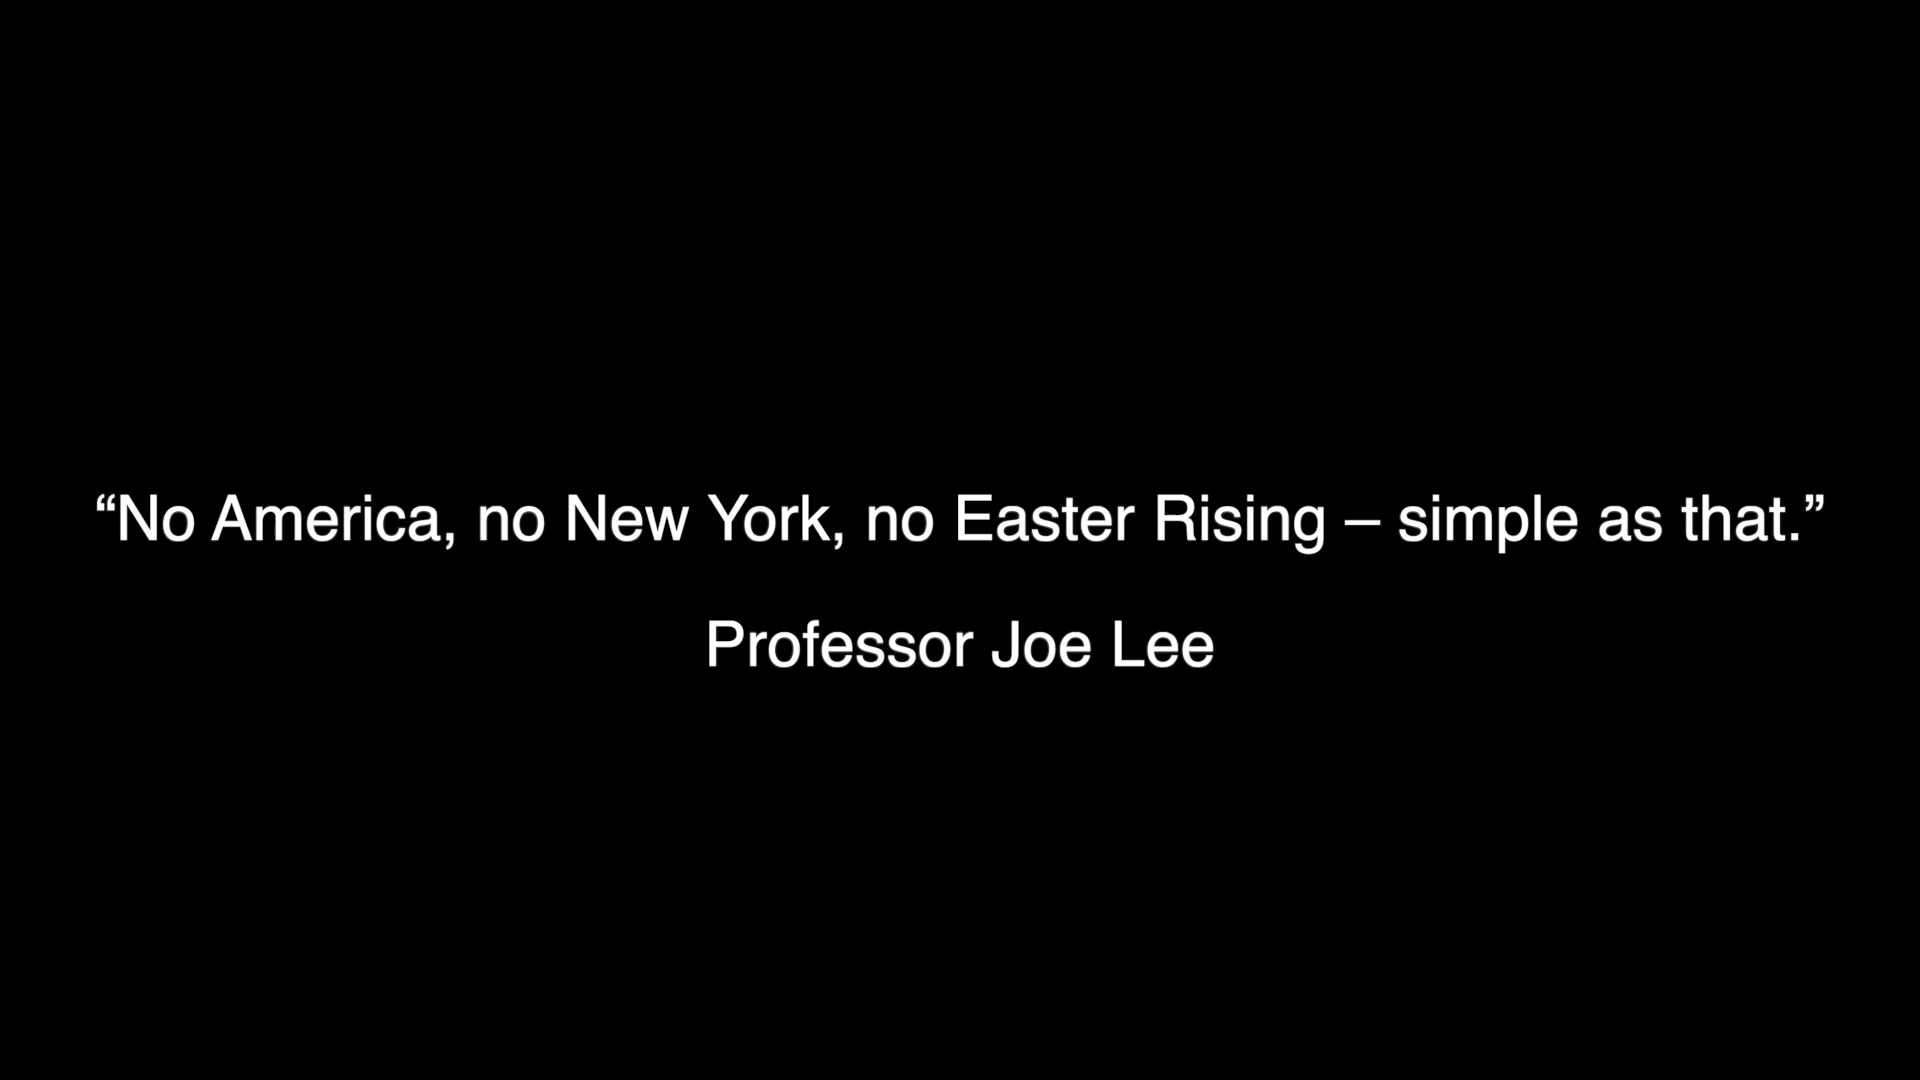 “No America, no New York, no Easter Rising – simple as that.”
Professor Joe Lee